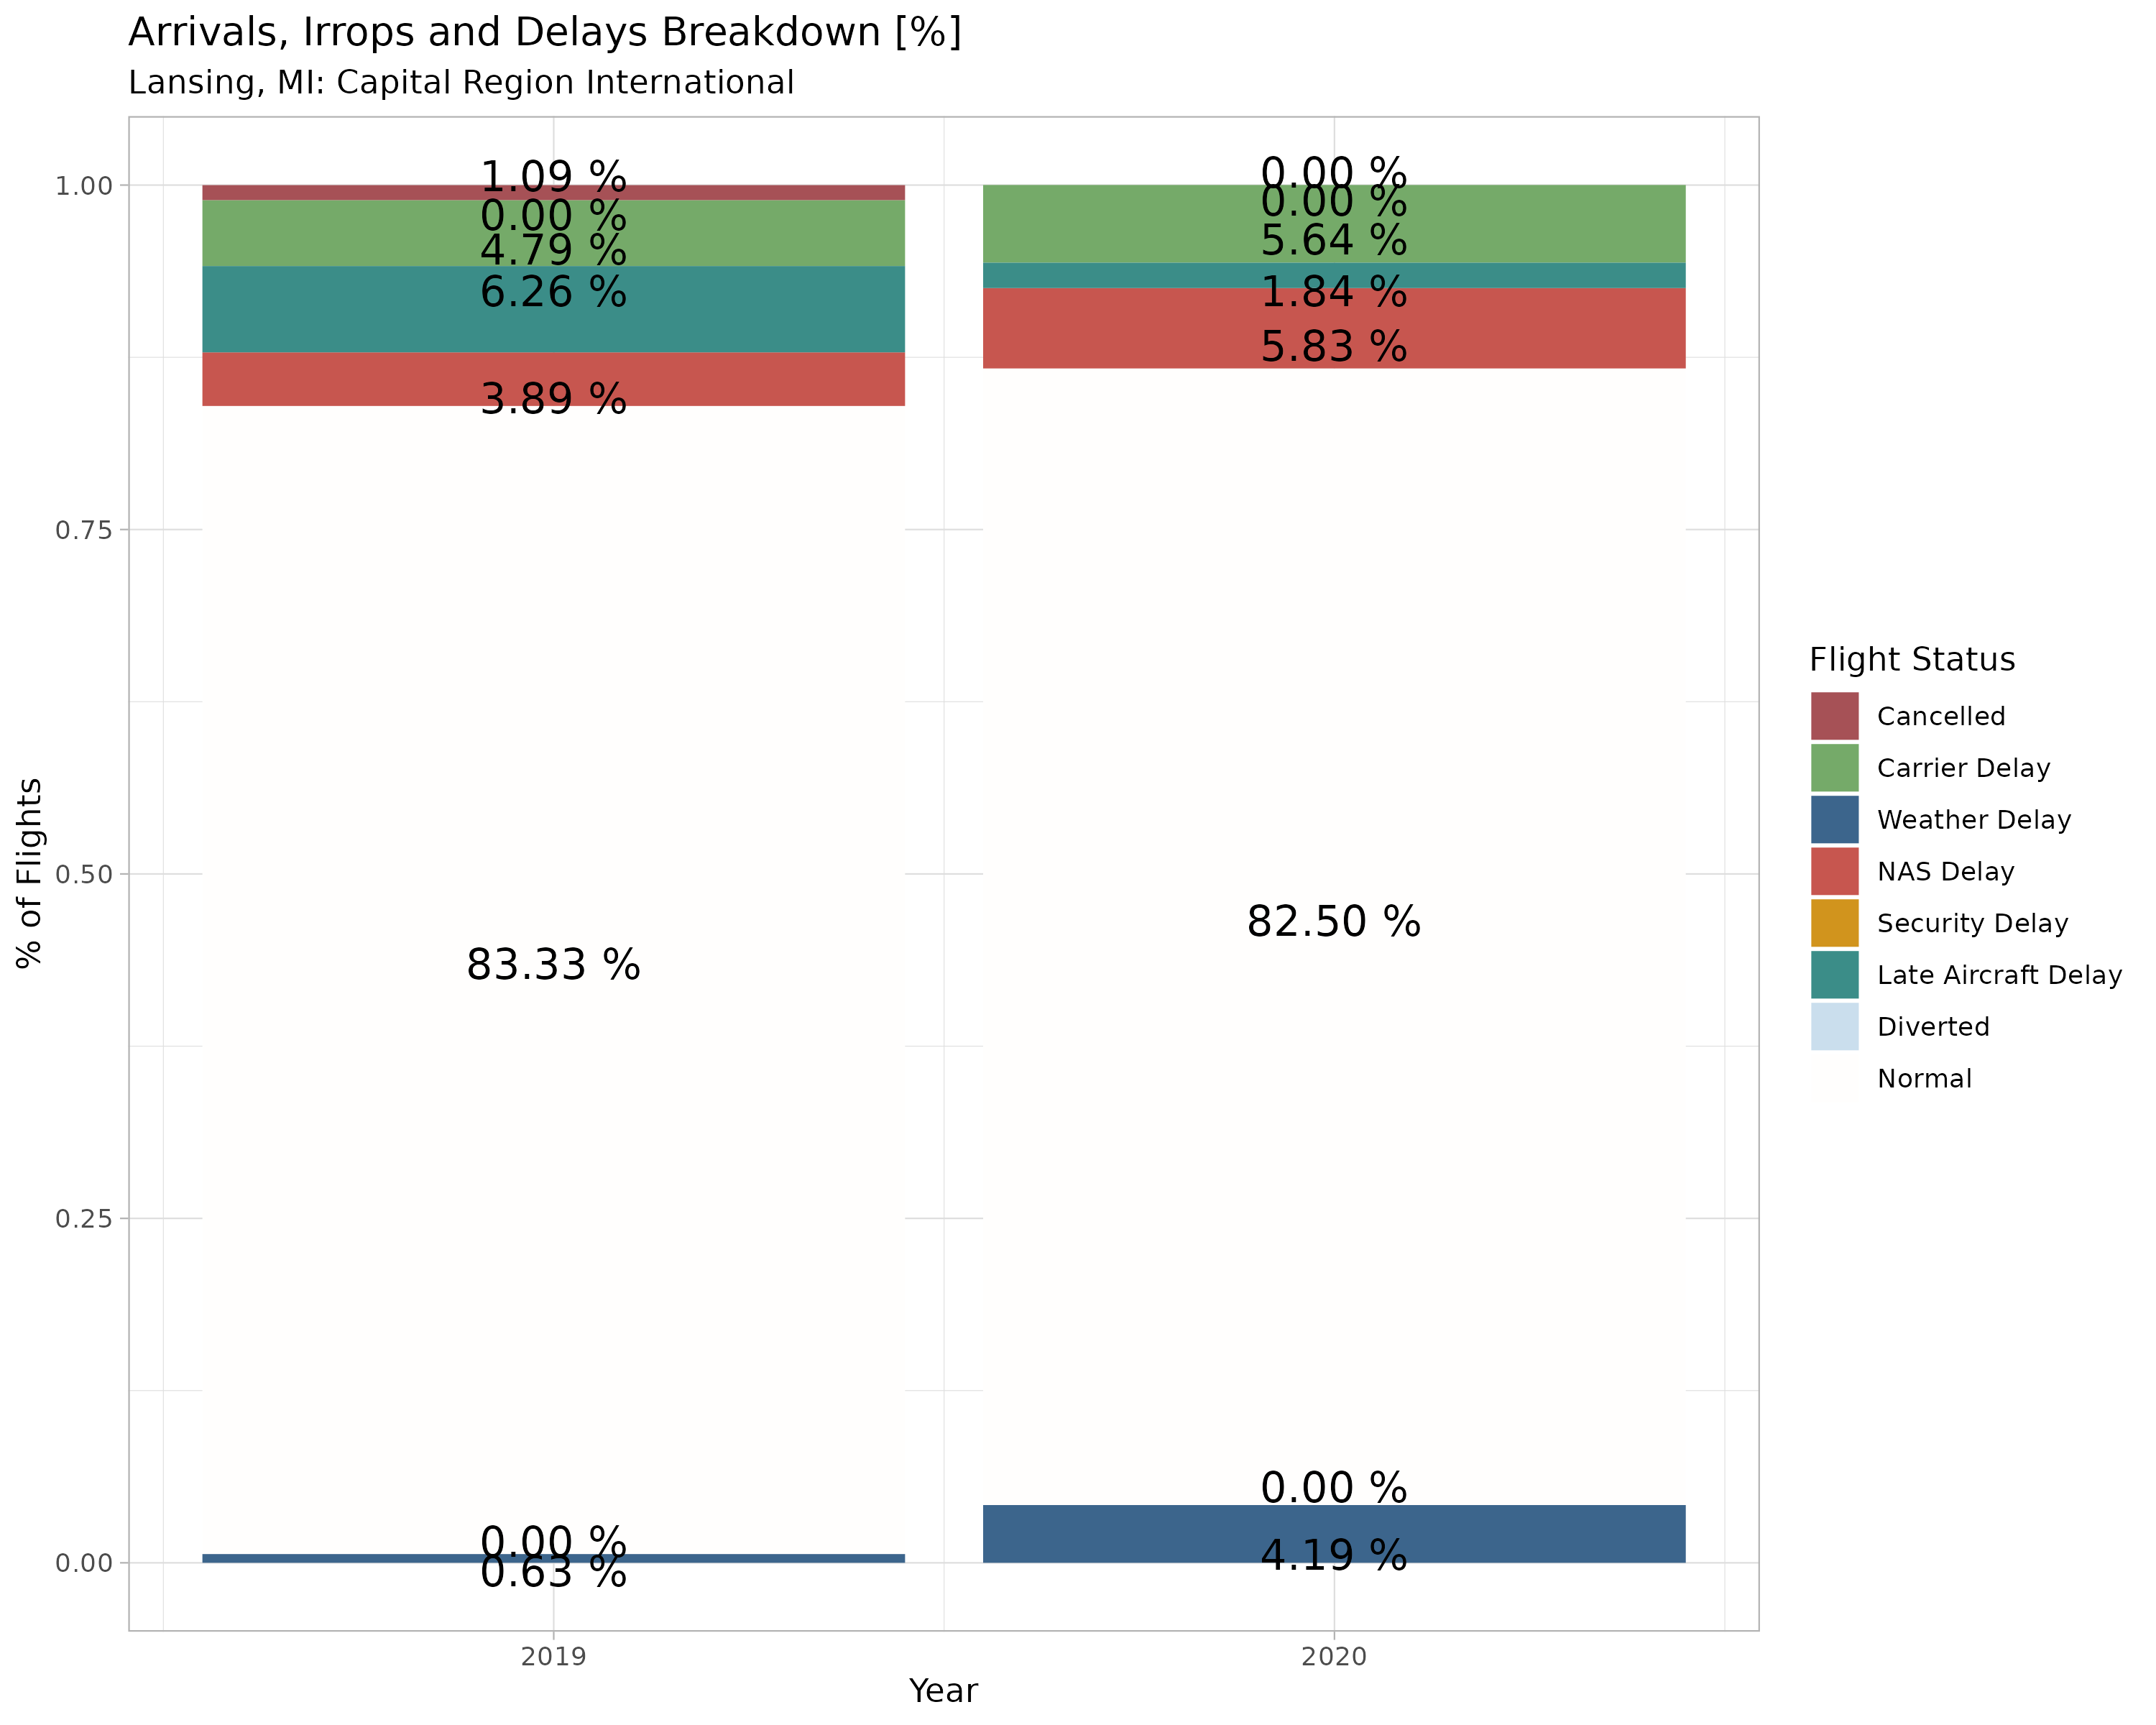 Arrivals, Irrops and Delays Breakdown [%]
Lansing, MI: Capital Region International
% of Flights
1.00
0.75
0.50
0.25
0.00
1.09 %
0.00 %
4.79 %
6.26 %
3.89 %
83.33 %
0.00 %
0.63 %
0.00 %
0.00 %
5.64 %
1.84 %
5.83 %
82.50 %
0.00 %
4.19 %
2019
2020
Year
Flight Status
Cancelled
Carrier Delay
Weather Delay
NAS Delay
Security Delay
Late Aircraft Delay
Diverted
Normal